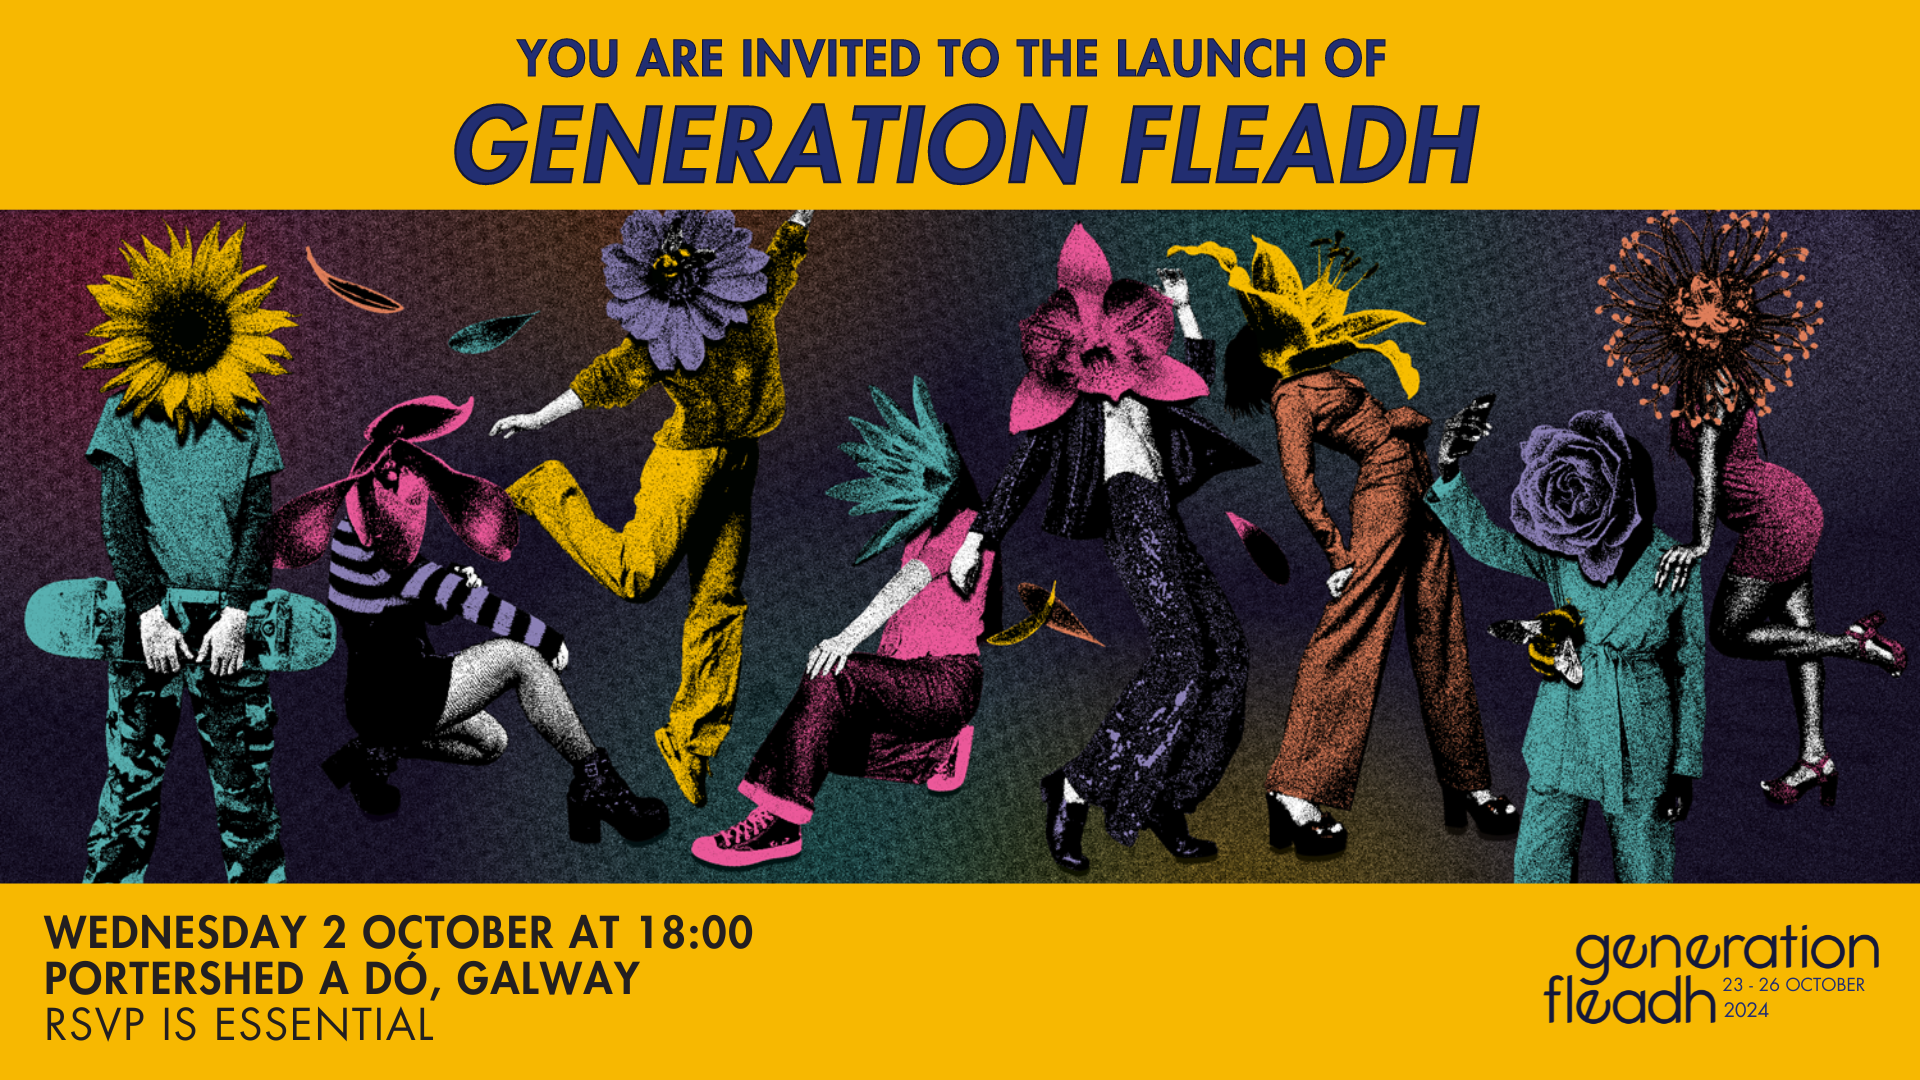 YOU ARE INVITED TO THE LAUNCH OF
GENERATION FLEADH
WEDNESDAY 2 OCTOBER AT 18:00
PORTERSHED A DÓ, GALWAY
RSVP IS ESSENTIAL
generation
fleadh 23 - 26 OCTOBER
2024